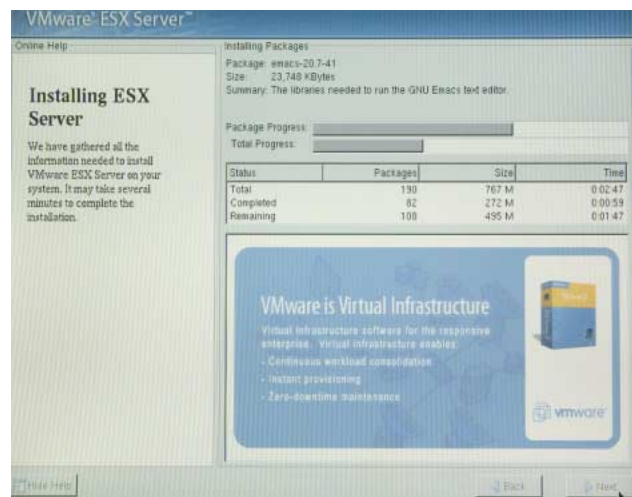 VMware ESX Server™
Online Help
Installing ESX
Server
We have gathered all the
information needed to install
VMware ESX Server on your
system. It may take several
minutes to complete the
installation.
Installing Packages
Package: emacs-20.7-41
Size: 23,748 KBytes
Summary: The libraries needed to run the GNU Emacs text editor.
Package Progress:
Total Progress:
Status Packages Size Time
Total 190 767 M 0:02:47
Completed 82 272 M 0:00:59
Remaining 108 495 M 0:01:47
VMware is Virtual Infrastructure
Virtual infrastructure software for the responsive
enterprise. Virtual infrastructure enables:
- Continuous workload consolidation
- Instant provisioning
- Zero-downtime maintenance
vmware
Hide Help
Back
Next